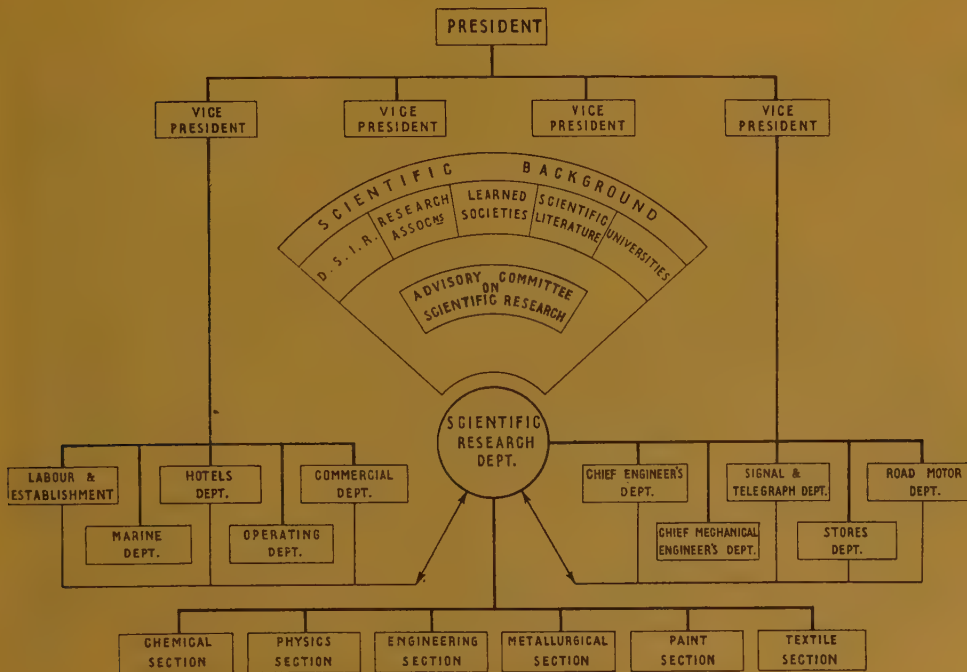 PRESIDENT
VICE
PRESIDENT
VICE
PRESIDENT
VICE
PRESIDENT
VICE
PRESIDENT
SCIENTIFIC BACKGROUND
D. S. I. R.
RESEARCH
ASSOCNS
LEARNED
SOCIETIES
SCIENTIFIC
LITERATURE
UNIVERSITIES
ADVISORY COMMITTEE
ON
SCIENTIFIC RESEARCH
SCIENTIFIC
RESEARCH
DEPT.
LABOUR &
ESTABLISHMENT
HOTELS
DEPT.
COMMERCIAL
DEPT.
MARINE
DEPT.
OPERATING
DEPT.
CHIEF ENGINEER'S
DEPT.
SIGNAL &
TELEGRAPH DEPT.
ROAD MOTOR
DEPT.
CHIEF MECHANICAL
ENGINEER'S DEPT.
STORES
DEPT.
CHEMICAL
SECTION
PHYSICS
SECTION
ENGINEERING
SECTION
METALLURGICAL
SECTION
PAINT
SECTION
TEXTILE
SECTION